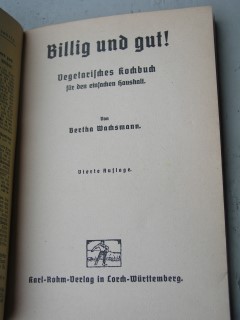 Billig und gut!
Vegetarisches Kochbuch
für den einfachen Haushalt.
Von
Bertha Wachsmann.
Vierte Auflage.
Karl-Rohm-Verlag in Lorch-Württemberg.